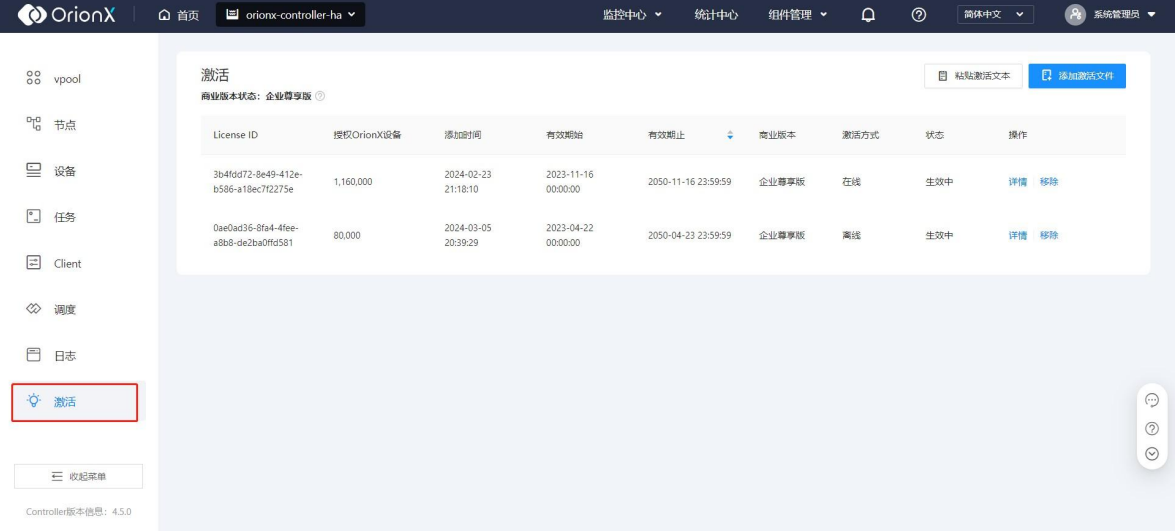 OrionX 首页 orionx-controller-ha 监控中心 统计中心 组件管理 简体中文 系统管理员
vpool
节点
设备
任务
Client
调度
日志
激活
收起菜单
Controller版本信息: 4.5.0
激活
商业版本状态: 企业尊享版
粘贴激活文本 添加激活文件
License ID 授权OrionX设备 添加时间 有效期始 有效期止 商业版本 激活方式 状态 操作
3b4fdd72-8e49-412e- 2024-02-23 2023-11-16
1,160,000 2050-11-16 23:59:59 企业尊享版 在线 生效中 详情 移除
b586-a18ec7f2275e 21:18:10 00:00:00
0ae0ad36-8fa4-4fee- 2024-03-05 2023-04-22
80,000 2050-04-23 23:59:59 企业尊享版 离线 生效中 详情 移除
a8b8-de2ba0ffd581 20:39:29 00:00:00